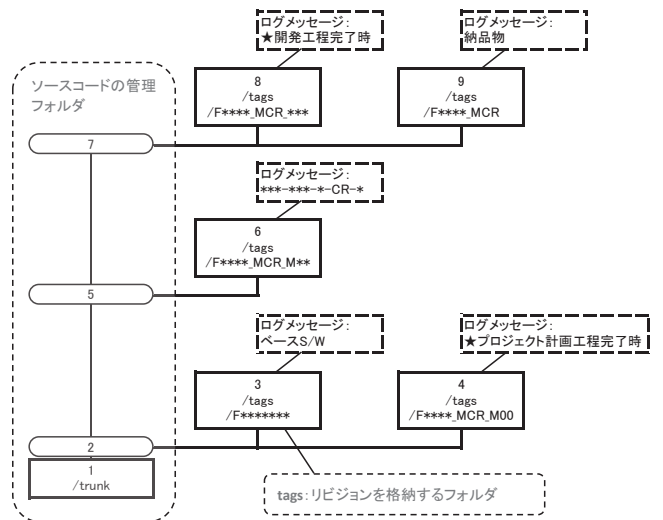 ログメッセージ:
★開発工程完了時
ログメッセージ:
納品物
ソースコードの管理
フォルダ
8
/tags
/F****_MCR_***
9
/tags
/F****_MCR
7
ログメッセージ:
***-***-*-CR-*
6
/tags
/F****_MCR_M**
5
ログメッセージ:
ベースS/W
ログメッセージ:
★プロジェクト計画工程完了時
3
/tags
/F*******
4
/tags
/F****_MCR_M00
2
1
/trunk
tags:リビジョンを格納するフォルダ